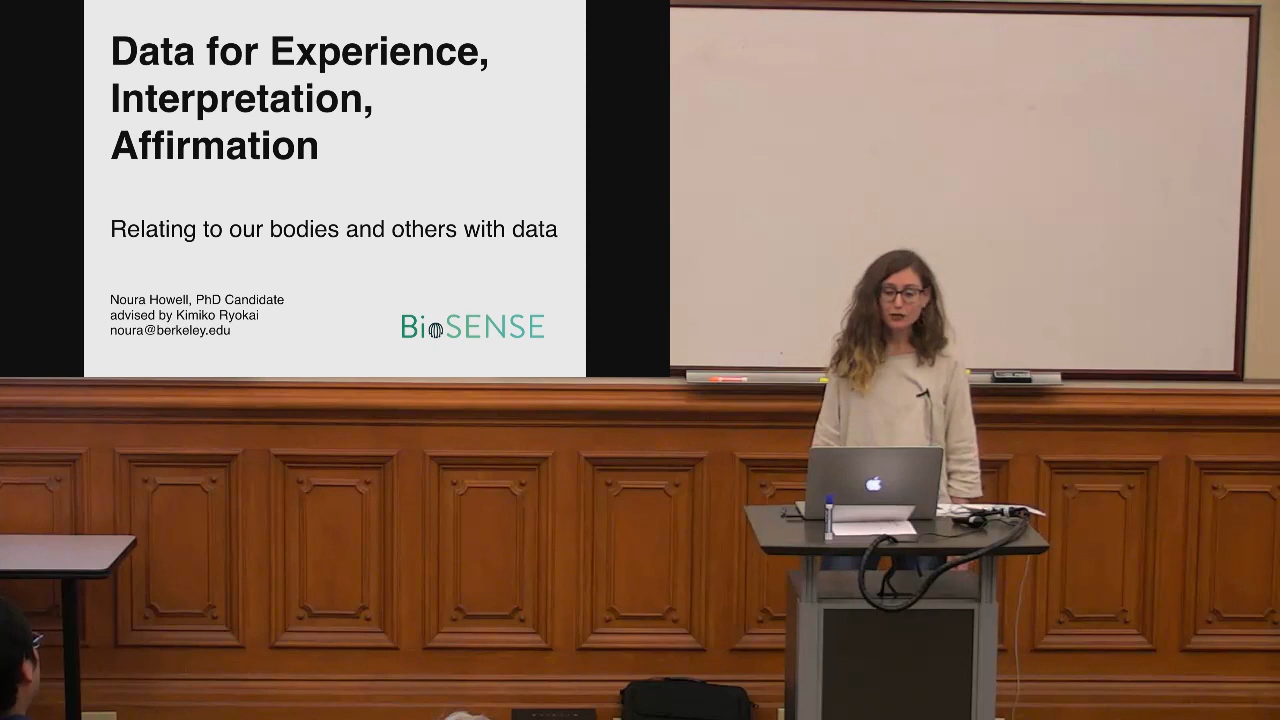 Data for Experience,
Interpretation,
Affirmation
Relating to our bodies and others with data
Noura Howell, PhD Candidate
advised by Kimiko Ryokai
noura@berkeley.edu
BioSENSE